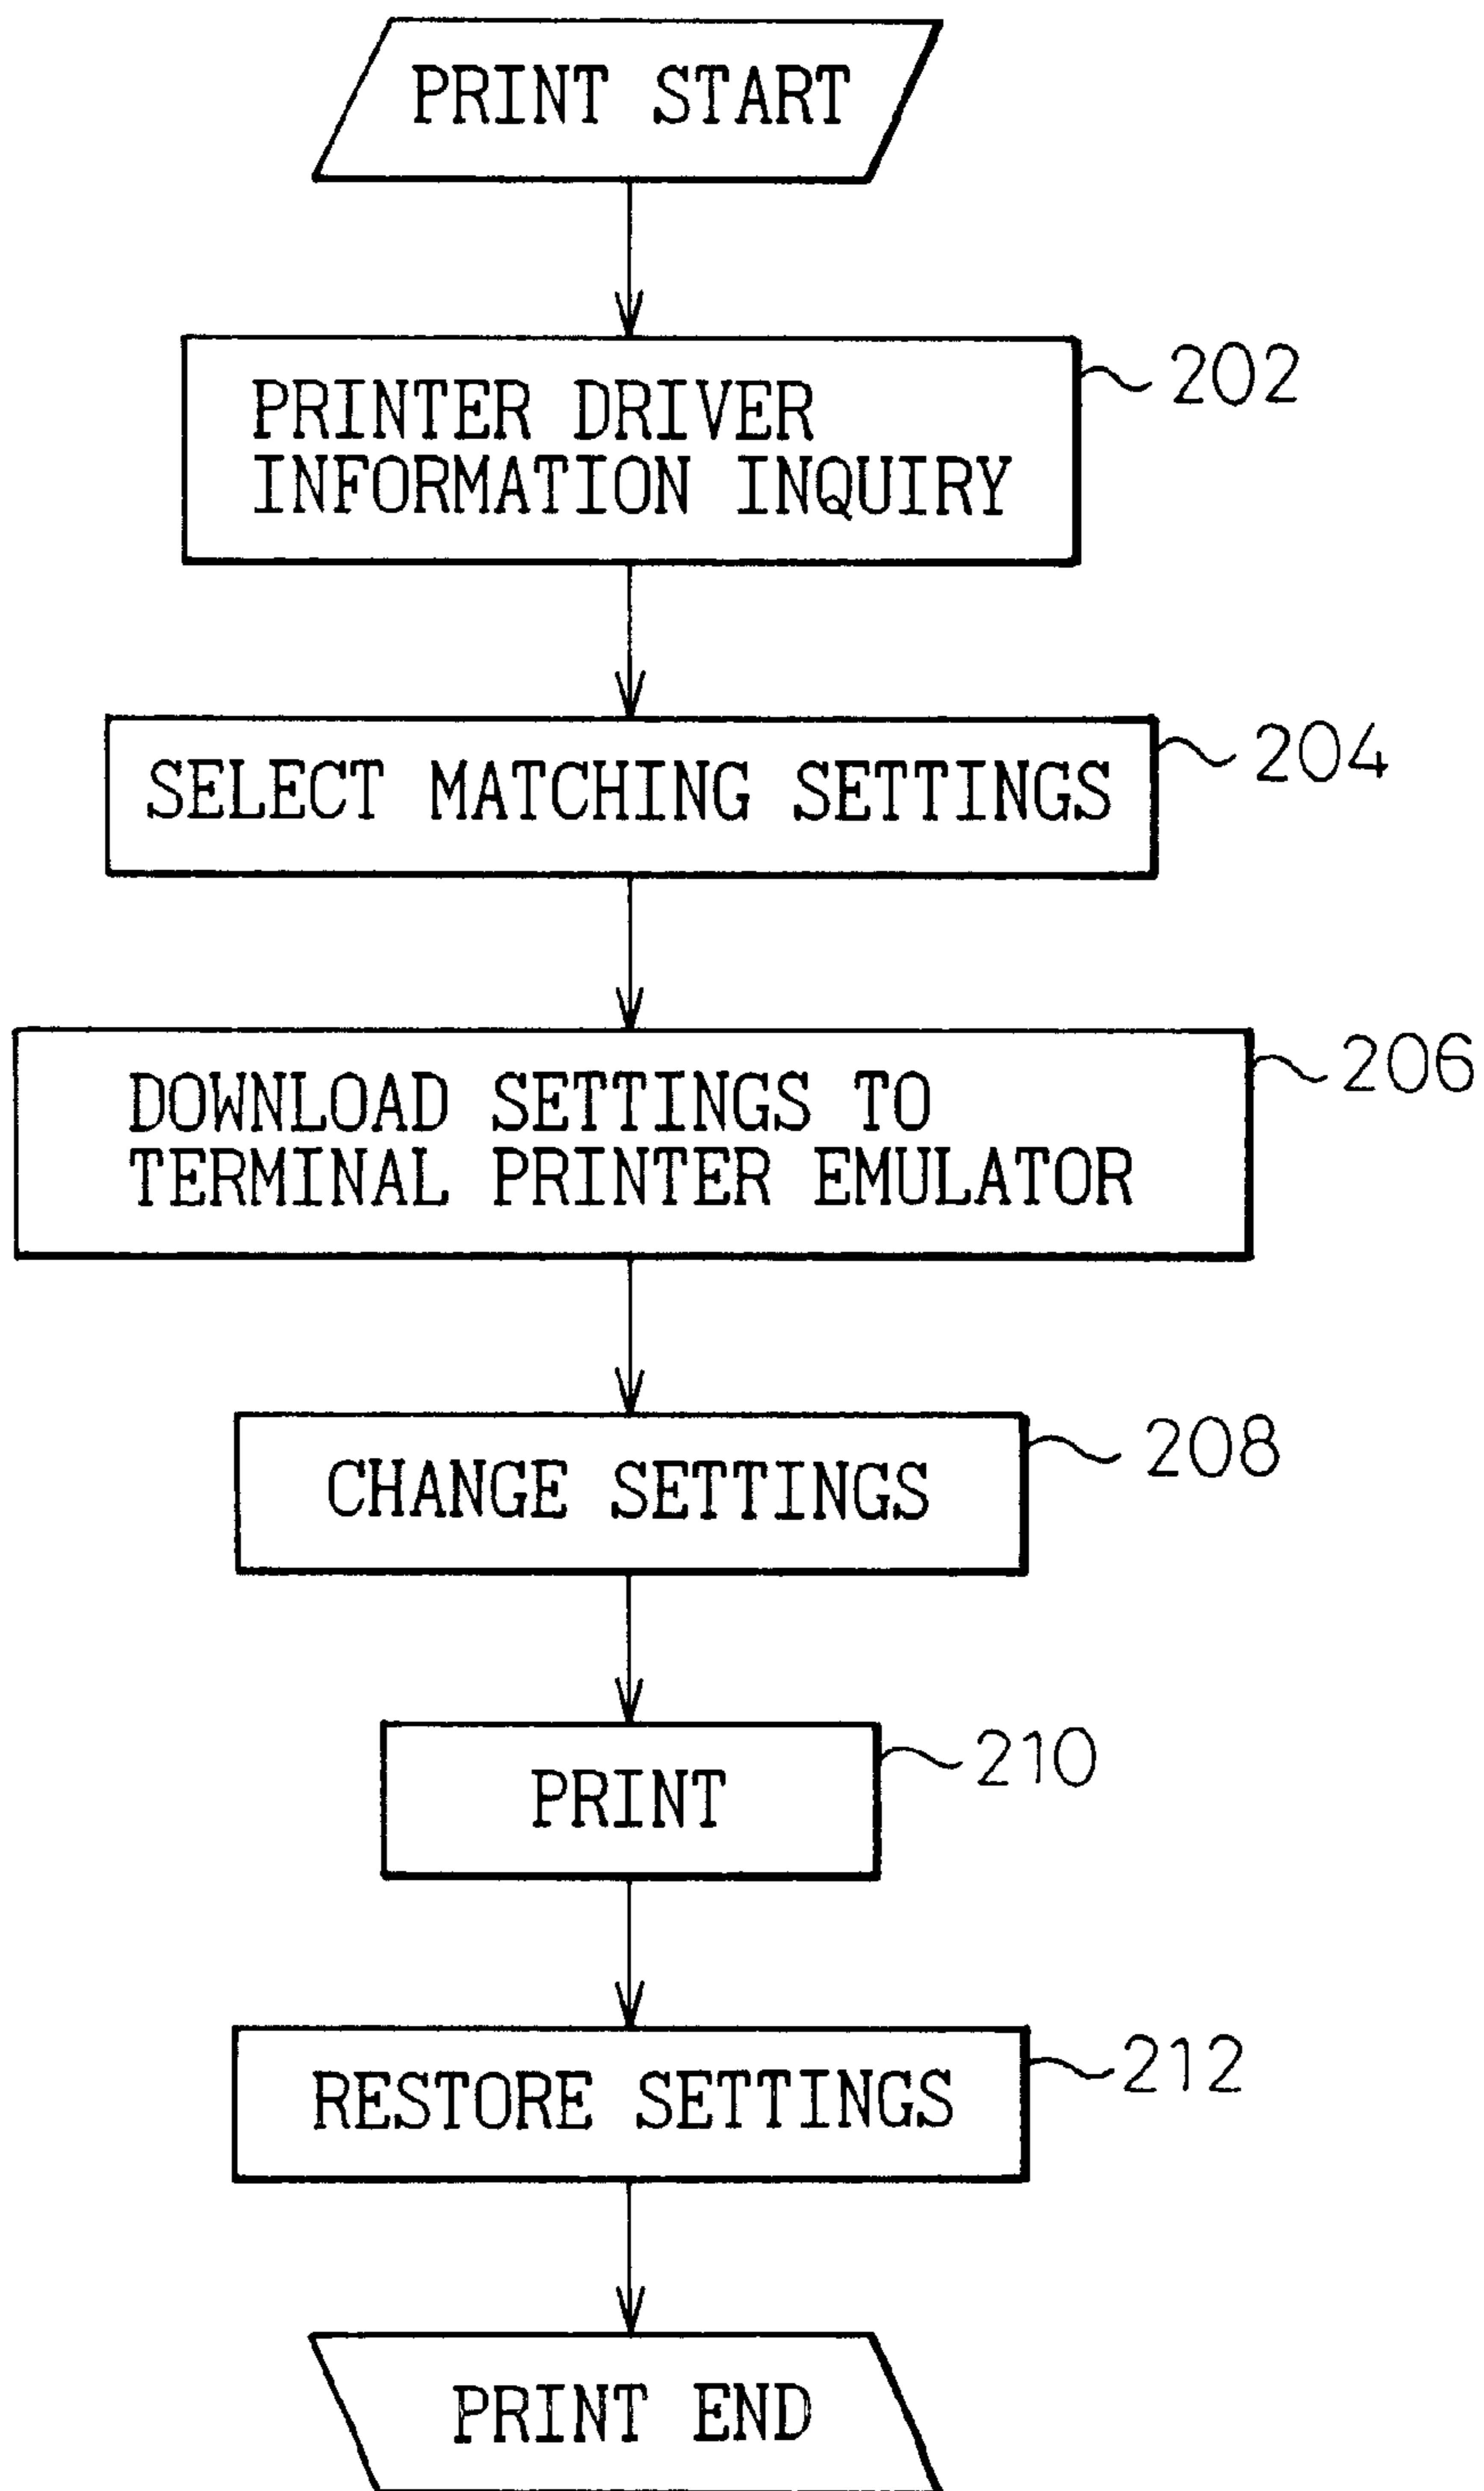 PRINT START
PRINTER DRIVER
INFORMATION INQUIRY
202
SELECT MATCHING SETTINGS
204
DOWNLOAD SETTINGS TO
TERMINAL PRINTER EMULATOR
206
CHANGE SETTINGS
208
PRINT
210
RESTORE SETTINGS
212
PRINT END